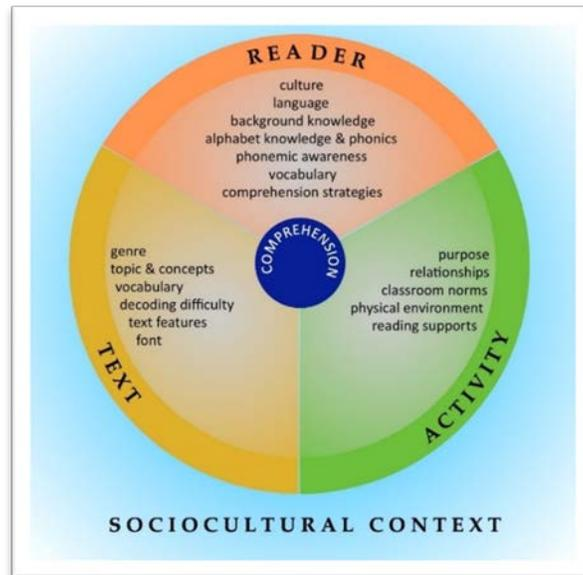 READER
culture
language
background knowledge
alphabet knowledge & phonics
phonemic awareness
vocabulary
comprehension strategies
COMPREHENSION
genre
topic & concepts
vocabulary
decoding difficulty
text features
font
TEXT
purpose
relationships
classroom norms
physical environment
reading supports
ACTIVITY
SOCIOCULTURAL CONTEXT